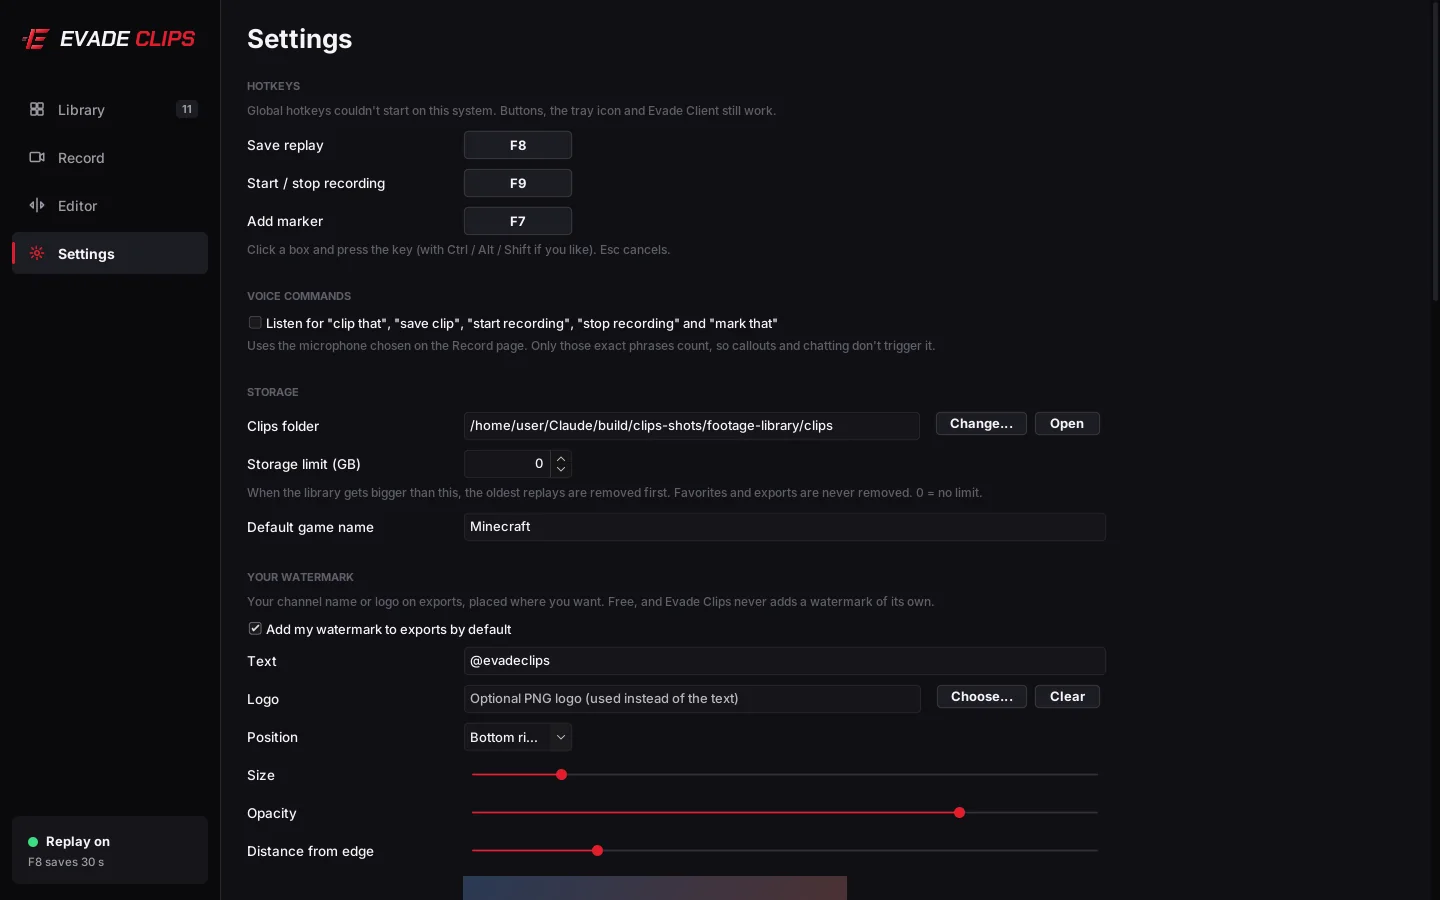 EVADE CLIPS
Library 11
Record
Editor
Settings
Replay on
F8 saves 30 s
Settings
HOTKEYS
Global hotkeys couldn't start on this system. Buttons, the tray icon and Evade Client still work.
Save replay F8
Start / stop recording F9
Add marker F7
Click a box and press the key (with Ctrl / Alt / Shift if you like). Esc cancels.
VOICE COMMANDS
Listen for "clip that", "save clip", "start recording", "stop recording" and "mark that"
Uses the microphone chosen on the Record page. Only those exact phrases count, so callouts and chatting don't trigger it.
STORAGE
Clips folder /home/user/Claude/build/clips-shots/footage-library/clips Change... Open
Storage limit (GB) 0
When the library gets bigger than this, the oldest replays are removed first. Favorites and exports are never removed. 0 = no limit.
Default game name Minecraft
YOUR WATERMARK
Your channel name or logo on exports, placed where you want. Free, and Evade Clips never adds a watermark of its own.
Add my watermark to exports by default
Text @evadeclips
Logo Optional PNG logo (used instead of the text) Choose... Clear
Position Bottom ri...
Size
Opacity
Distance from edge